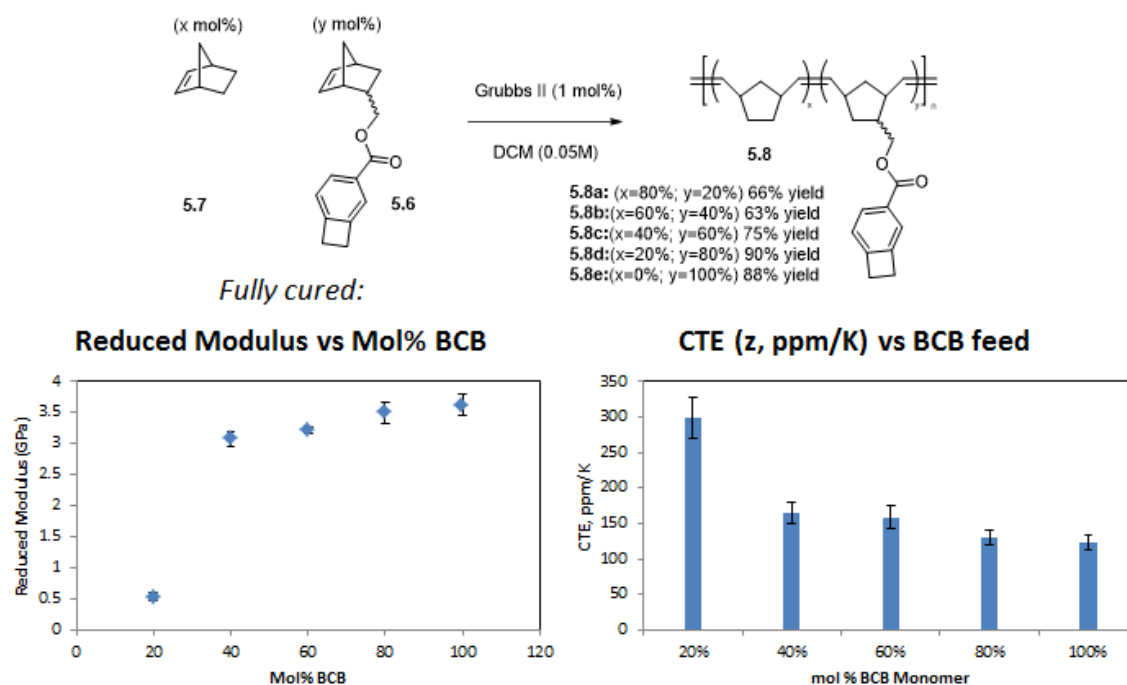 (x mol%) (y mol%)
Grubbs II (1 mol%)
DCM (0.05M)
O
O
5.7 5.6
x y n
5.8
O
O
5.8a: (x=80%; y=20%) 66% yield
5.8b:(x=60%; y=40%) 63% yield
5.8c:(x=40%; y=60%) 75% yield
5.8d:(x=20%; y=80%) 90% yield
5.8e:(x=0%; y=100%) 88% yield
Fully cured:
Reduced Modulus vs Mol% BCB
Reduced Modulus (GPa)
4
3.5
3
2.5
2
1.5
1
0.5
0
0 20 40 60 80 100 120
Mol% BCB
CTE (z, ppm/K) vs BCB feed
CTE, ppm/K
350
300
250
200
150
100
50
0
20% 40% 60% 80% 100%
mol % BCB Monomer